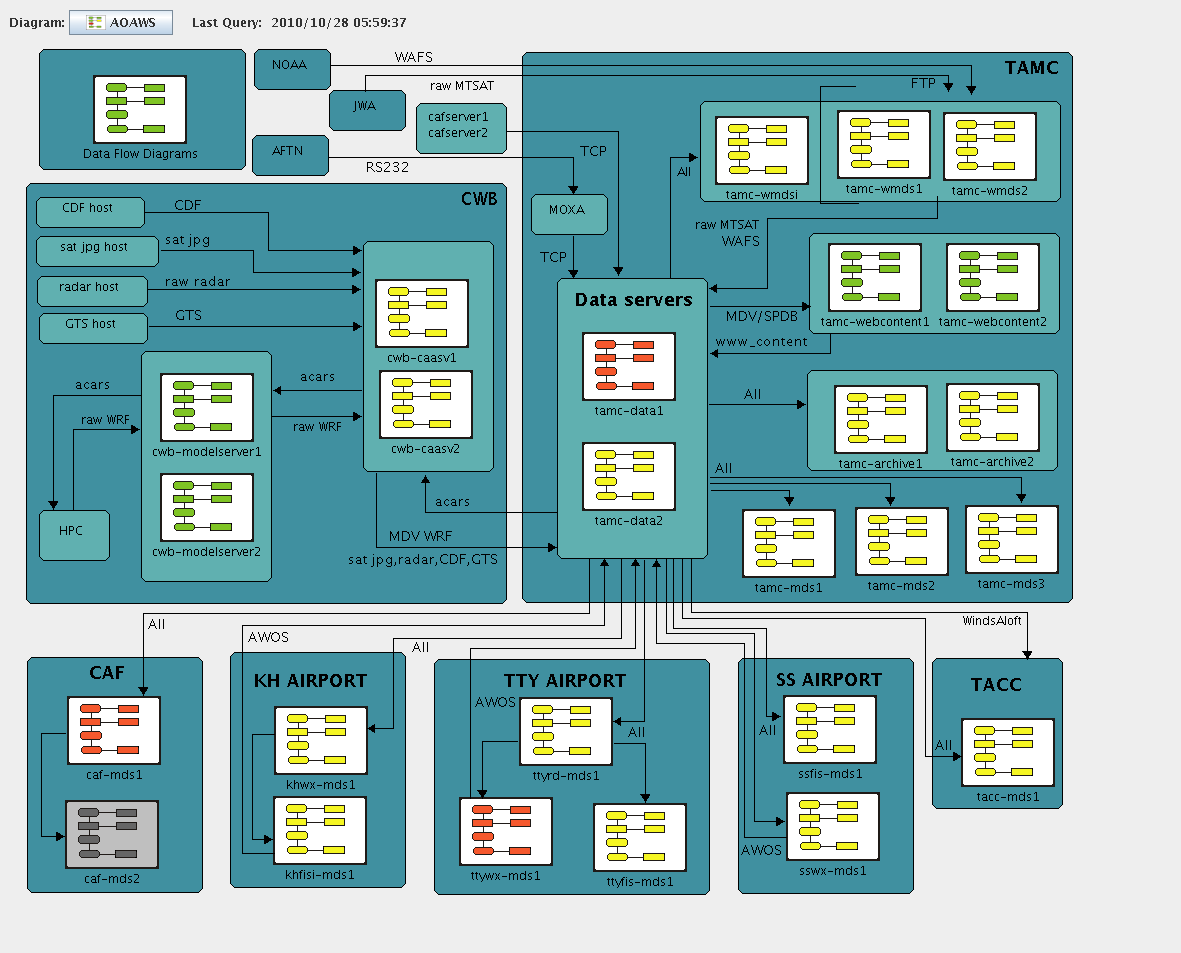 Diagram: AOAWS Last Query: 2010/10/28 05:59:37
Data Flow Diagrams
NOAA
WAFS
JWA
raw MTSAT
cafserver1
cafserver2
AFTN
RS232
TCP
MOXA
TCP
TAMC
FTP
All
tamc-wmdsi
tamc-wmds1
tamc-wmds2
raw MTSAT
WAFS
CWB
CDF host
CDF
sat jpg host
sat jpg
radar host
raw radar
GTS host
GTS
cwb-caasv1
cwb-caasv2
acars
raw WRF
acars
raw WRF
cwb-modelserver1
cwb-modelserver2
HPC
acars
MDV WRF
sat jpg,radar,CDF,GTS
Data servers
tamc-data1
tamc-data2
MDV/SPDB
www_content
tamc-webcontent1
tamc-webcontent2
All
tamc-archive1
tamc-archive2
All
tamc-mds1
tamc-mds2
tamc-mds3
All
AWOS
All
WindsAloft
CAF
caf-mds1
caf-mds2
KH AIRPORT
khwx-mds1
khfisi-mds1
TTY AIRPORT
AWOS
All
ttyrd-mds1
ttywx-mds1
ttyfis-mds1
SS AIRPORT
All
ssfis-mds1
AWOS
sswx-mds1
TACC
All
tacc-mds1